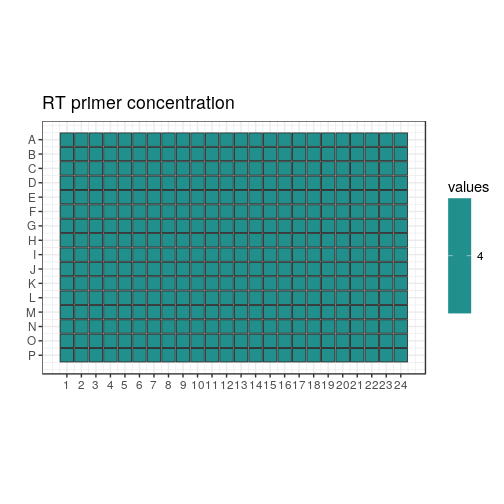 RT primer concentration
A
B
C
D
E
F
G
H
I
J
K
L
M
N
O
P
1 2 3 4 5 6 7 8 9 10 11 12 13 14 15 16 17 18 19 20 21 22 23 24
values
4